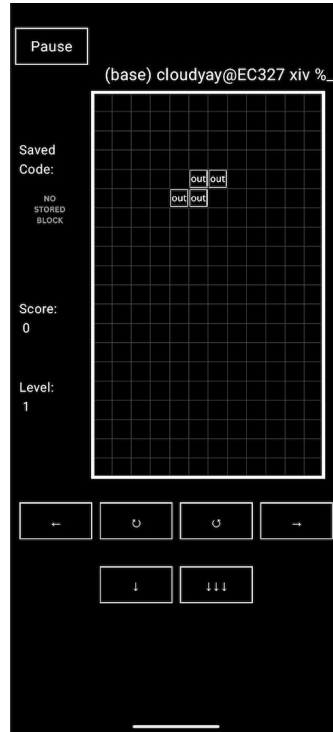 Pause
(base) cloudyay@EC327 xiv %_
Saved
Code:
NO
STORED
BLOCK
out out
out out
Score:
0
Level:
1
← ↻ ↺ →
↓ ↓↓↓